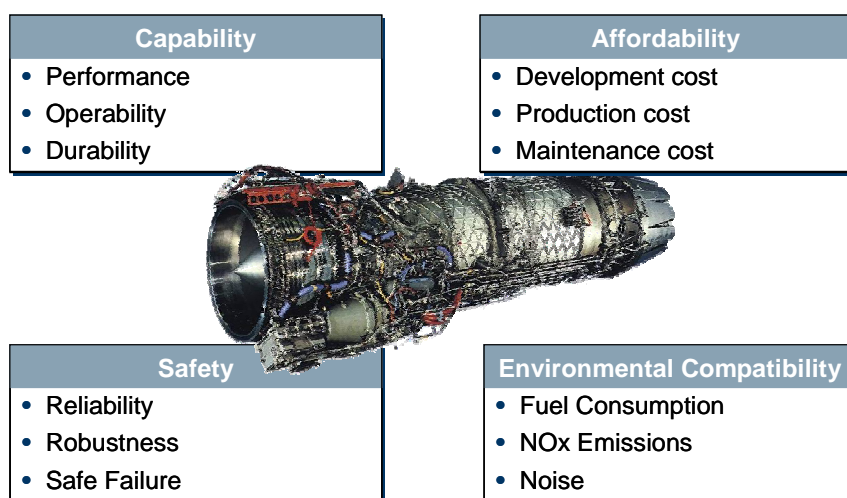 Capability
• Performance
• Operability
• Durability
Affordability
• Development cost
• Production cost
• Maintenance cost
Safety
• Reliability
• Robustness
• Safe Failure
Environmental Compatibility
• Fuel Consumption
• NOx Emissions
• Noise